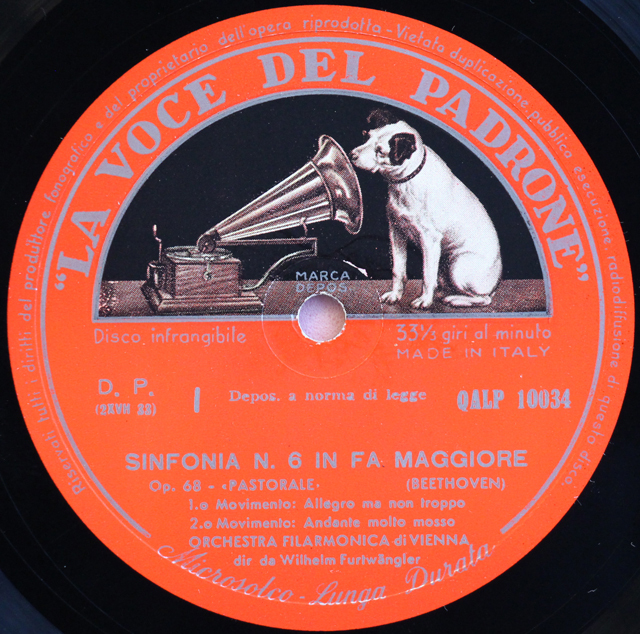 Riservati tutti i diritti del produttore fonografico e del proprietario dell'opera riprodotta - Vietata duplicazione, pubblica esecuzione, radiodiffusione di questo disco.
"LA VOCE DEL PADRONE"
MARCA
DEPOS.
Disco infrangibile
33⅓ giri al minuto
MADE IN ITALY
D. P.
(2XVH 33)
I
Depos. a norma di legge
QALP 10034
SINFONIA N. 6 IN FA MAGGIORE
Op. 68 - «PASTORALE» (BEETHOVEN)
1.o Movimento: Allegro ma non troppo
2.o Movimento: Andante molto mosso
ORCHESTRA FILARMONICA di VIENNA
dir da Wilhelm Furtwängler
Microsolco - Lunga Durata